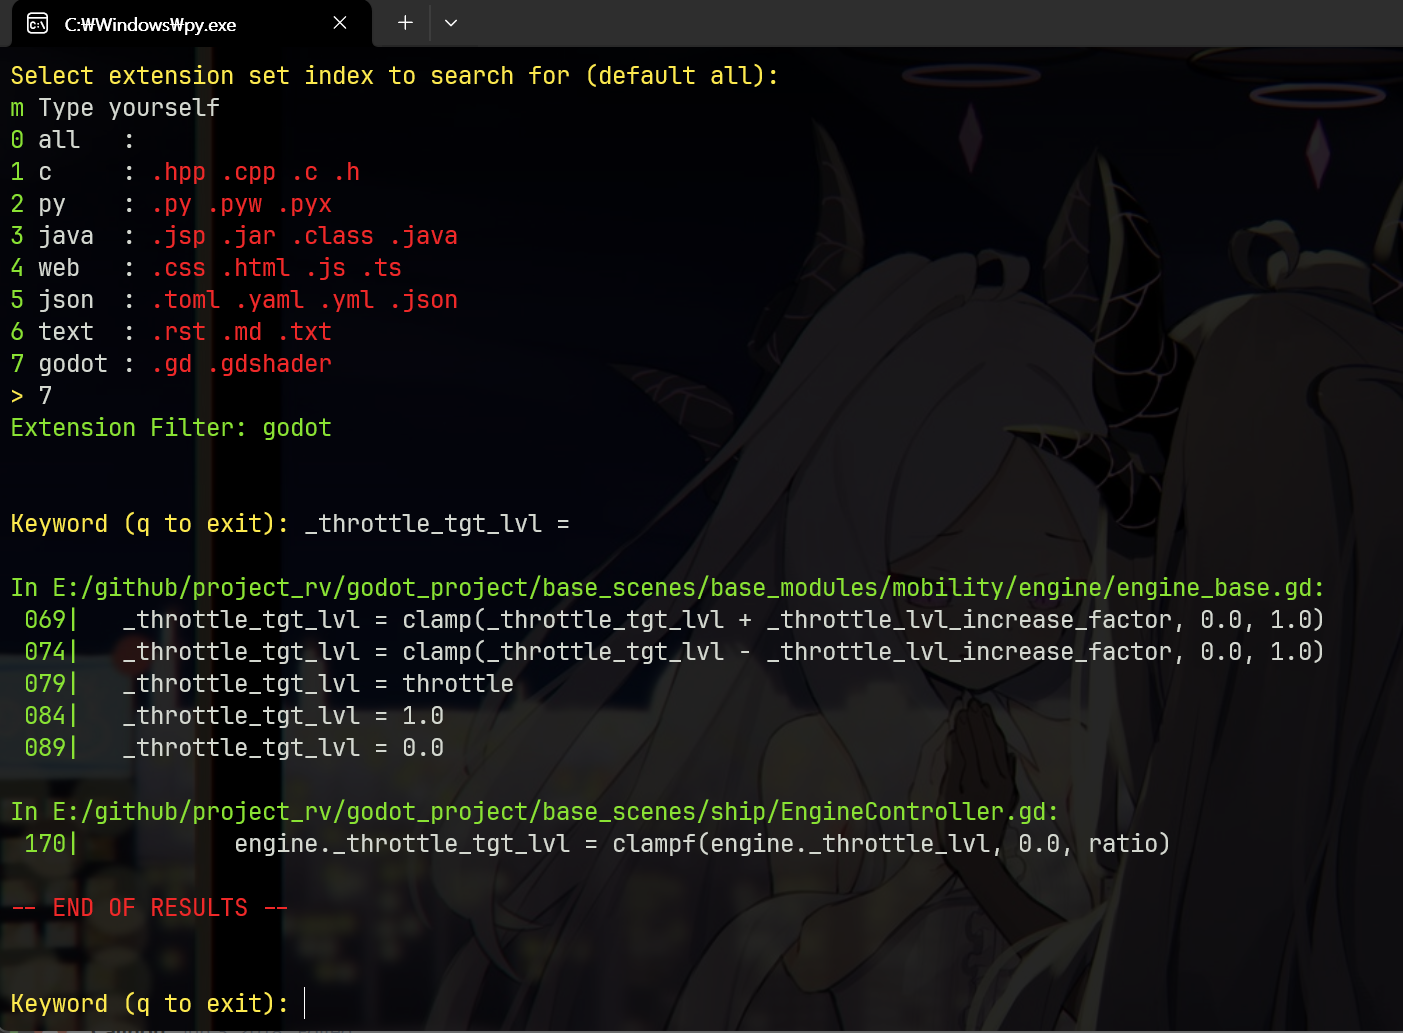 C:₩Windows₩py.exe
Select extension set index to search for (default all):
m Type yourself
0 all   :
1 c     : .hpp .cpp .c .h
2 py    : .py .pyw .pyx
3 java  : .jsp .jar .class .java
4 web   : .css .html .js .ts
5 json  : .toml .yaml .yml .json
6 text  : .rst .md .txt
7 godot : .gd .gdshader
> 7
Extension Filter: godot
Keyword (q to exit): _throttle_tgt_lvl =
In E:/github/project_rv/godot_project/base_scenes/base_modules/mobility/engine/engine_base.gd:
069|   _throttle_tgt_lvl = clamp(_throttle_tgt_lvl + _throttle_lvl_increase_factor, 0.0, 1.0)
074|   _throttle_tgt_lvl = clamp(_throttle_tgt_lvl - _throttle_lvl_increase_factor, 0.0, 1.0)
079|   _throttle_tgt_lvl = throttle
084|   _throttle_tgt_lvl = 1.0
089|   _throttle_tgt_lvl = 0.0
In E:/github/project_rv/godot_project/base_scenes/ship/EngineController.gd:
170|           engine._throttle_tgt_lvl = clampf(engine._throttle_lvl, 0.0, ratio)
-- END OF RESULTS --
Keyword (q to exit):